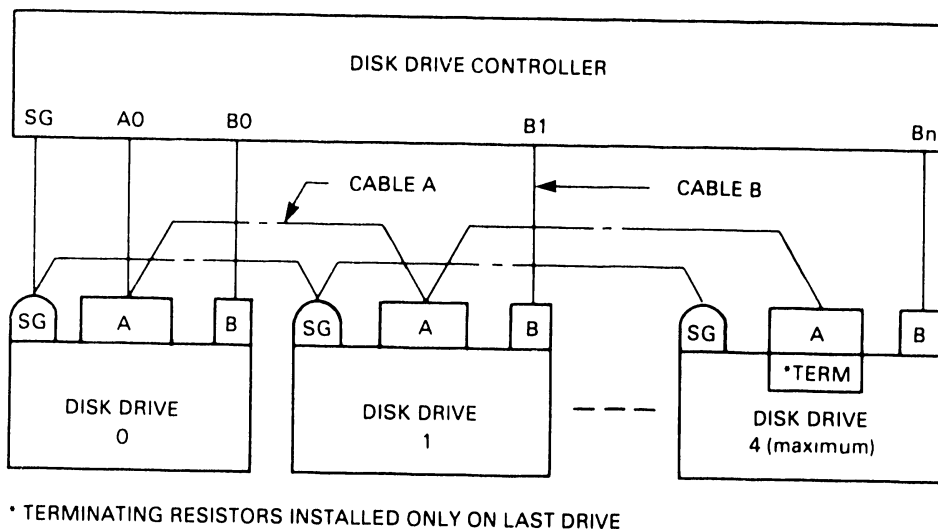 DISK DRIVE CONTROLLER
SG A0 B0 B1 Bn
CABLE A CABLE B
SG A B SG A B SG A B
*TERM
DISK DRIVE
0
DISK DRIVE
1
DISK DRIVE
4 (maximum)
* TERMINATING RESISTORS INSTALLED ONLY ON LAST DRIVE